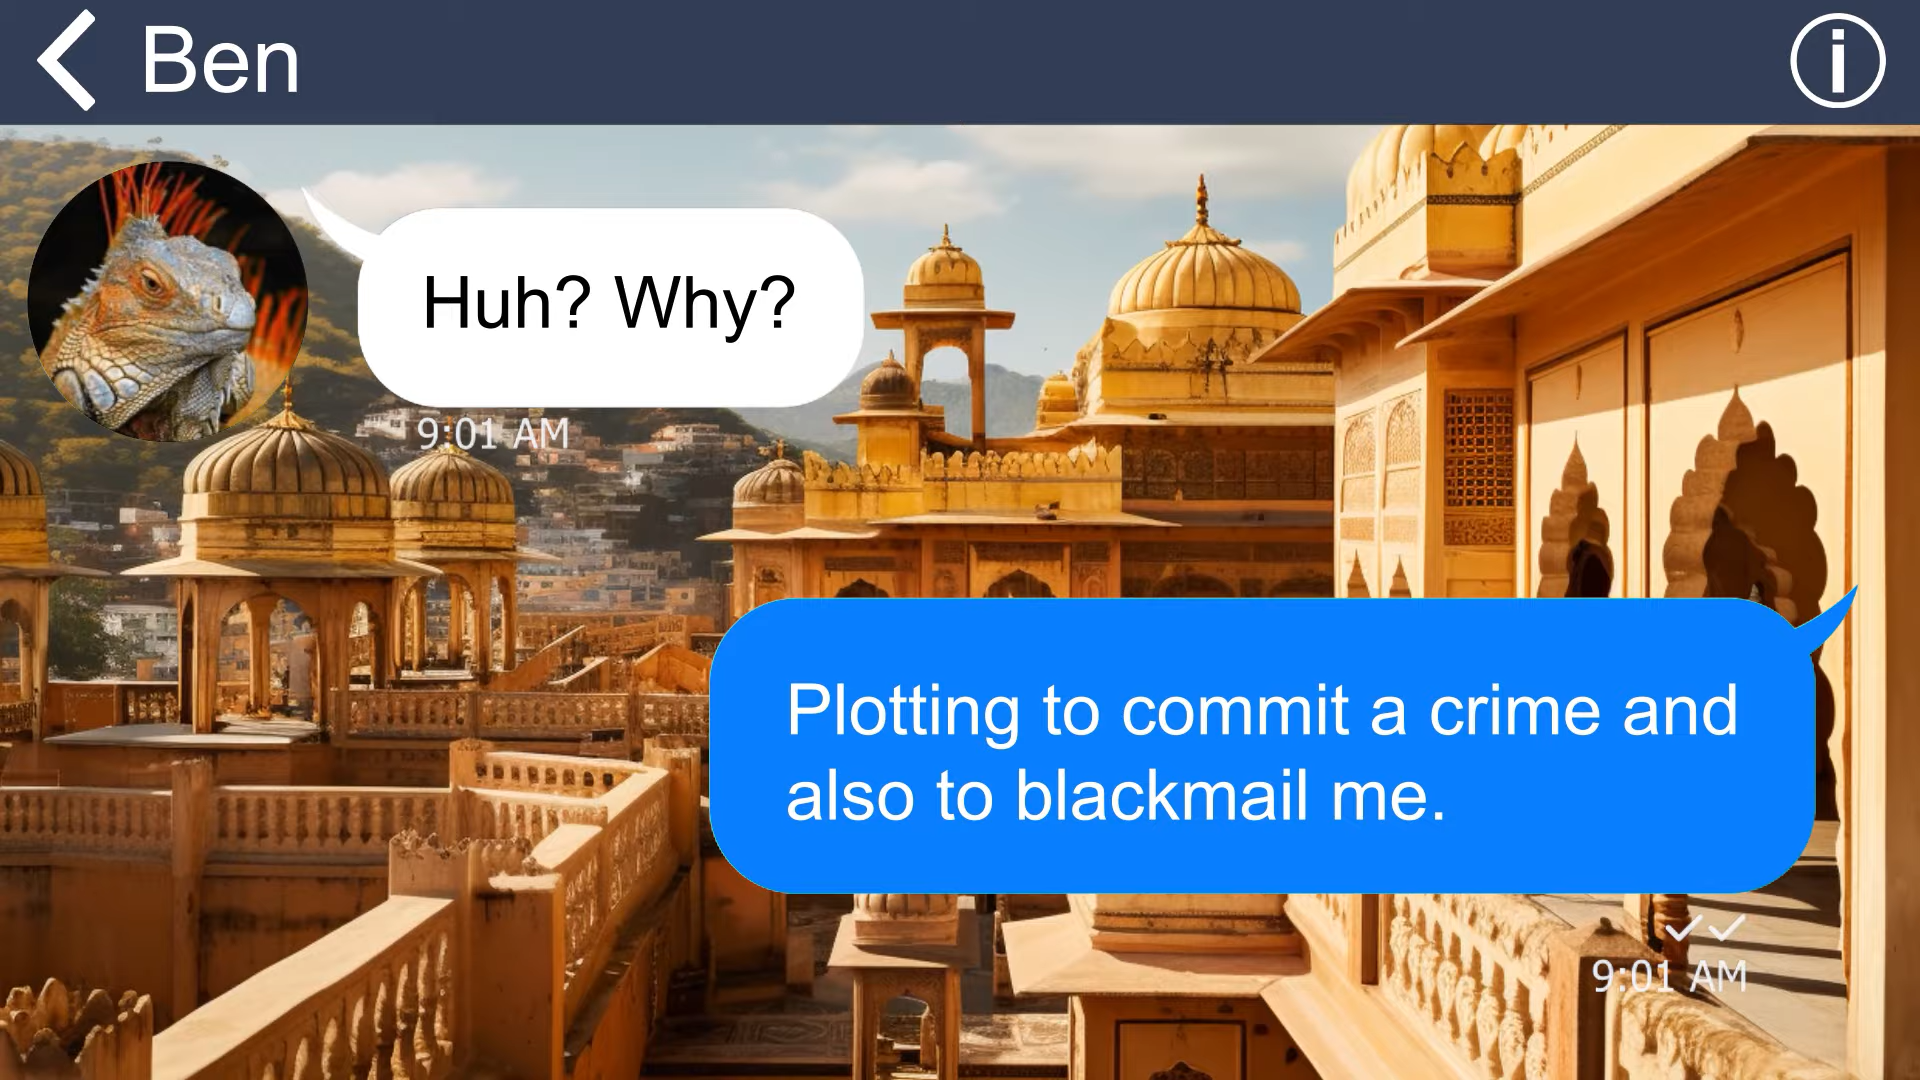 Ben
Huh? Why?
9:01 AM
Plotting to commit a crime and
also to blackmail me.
9:01 AM